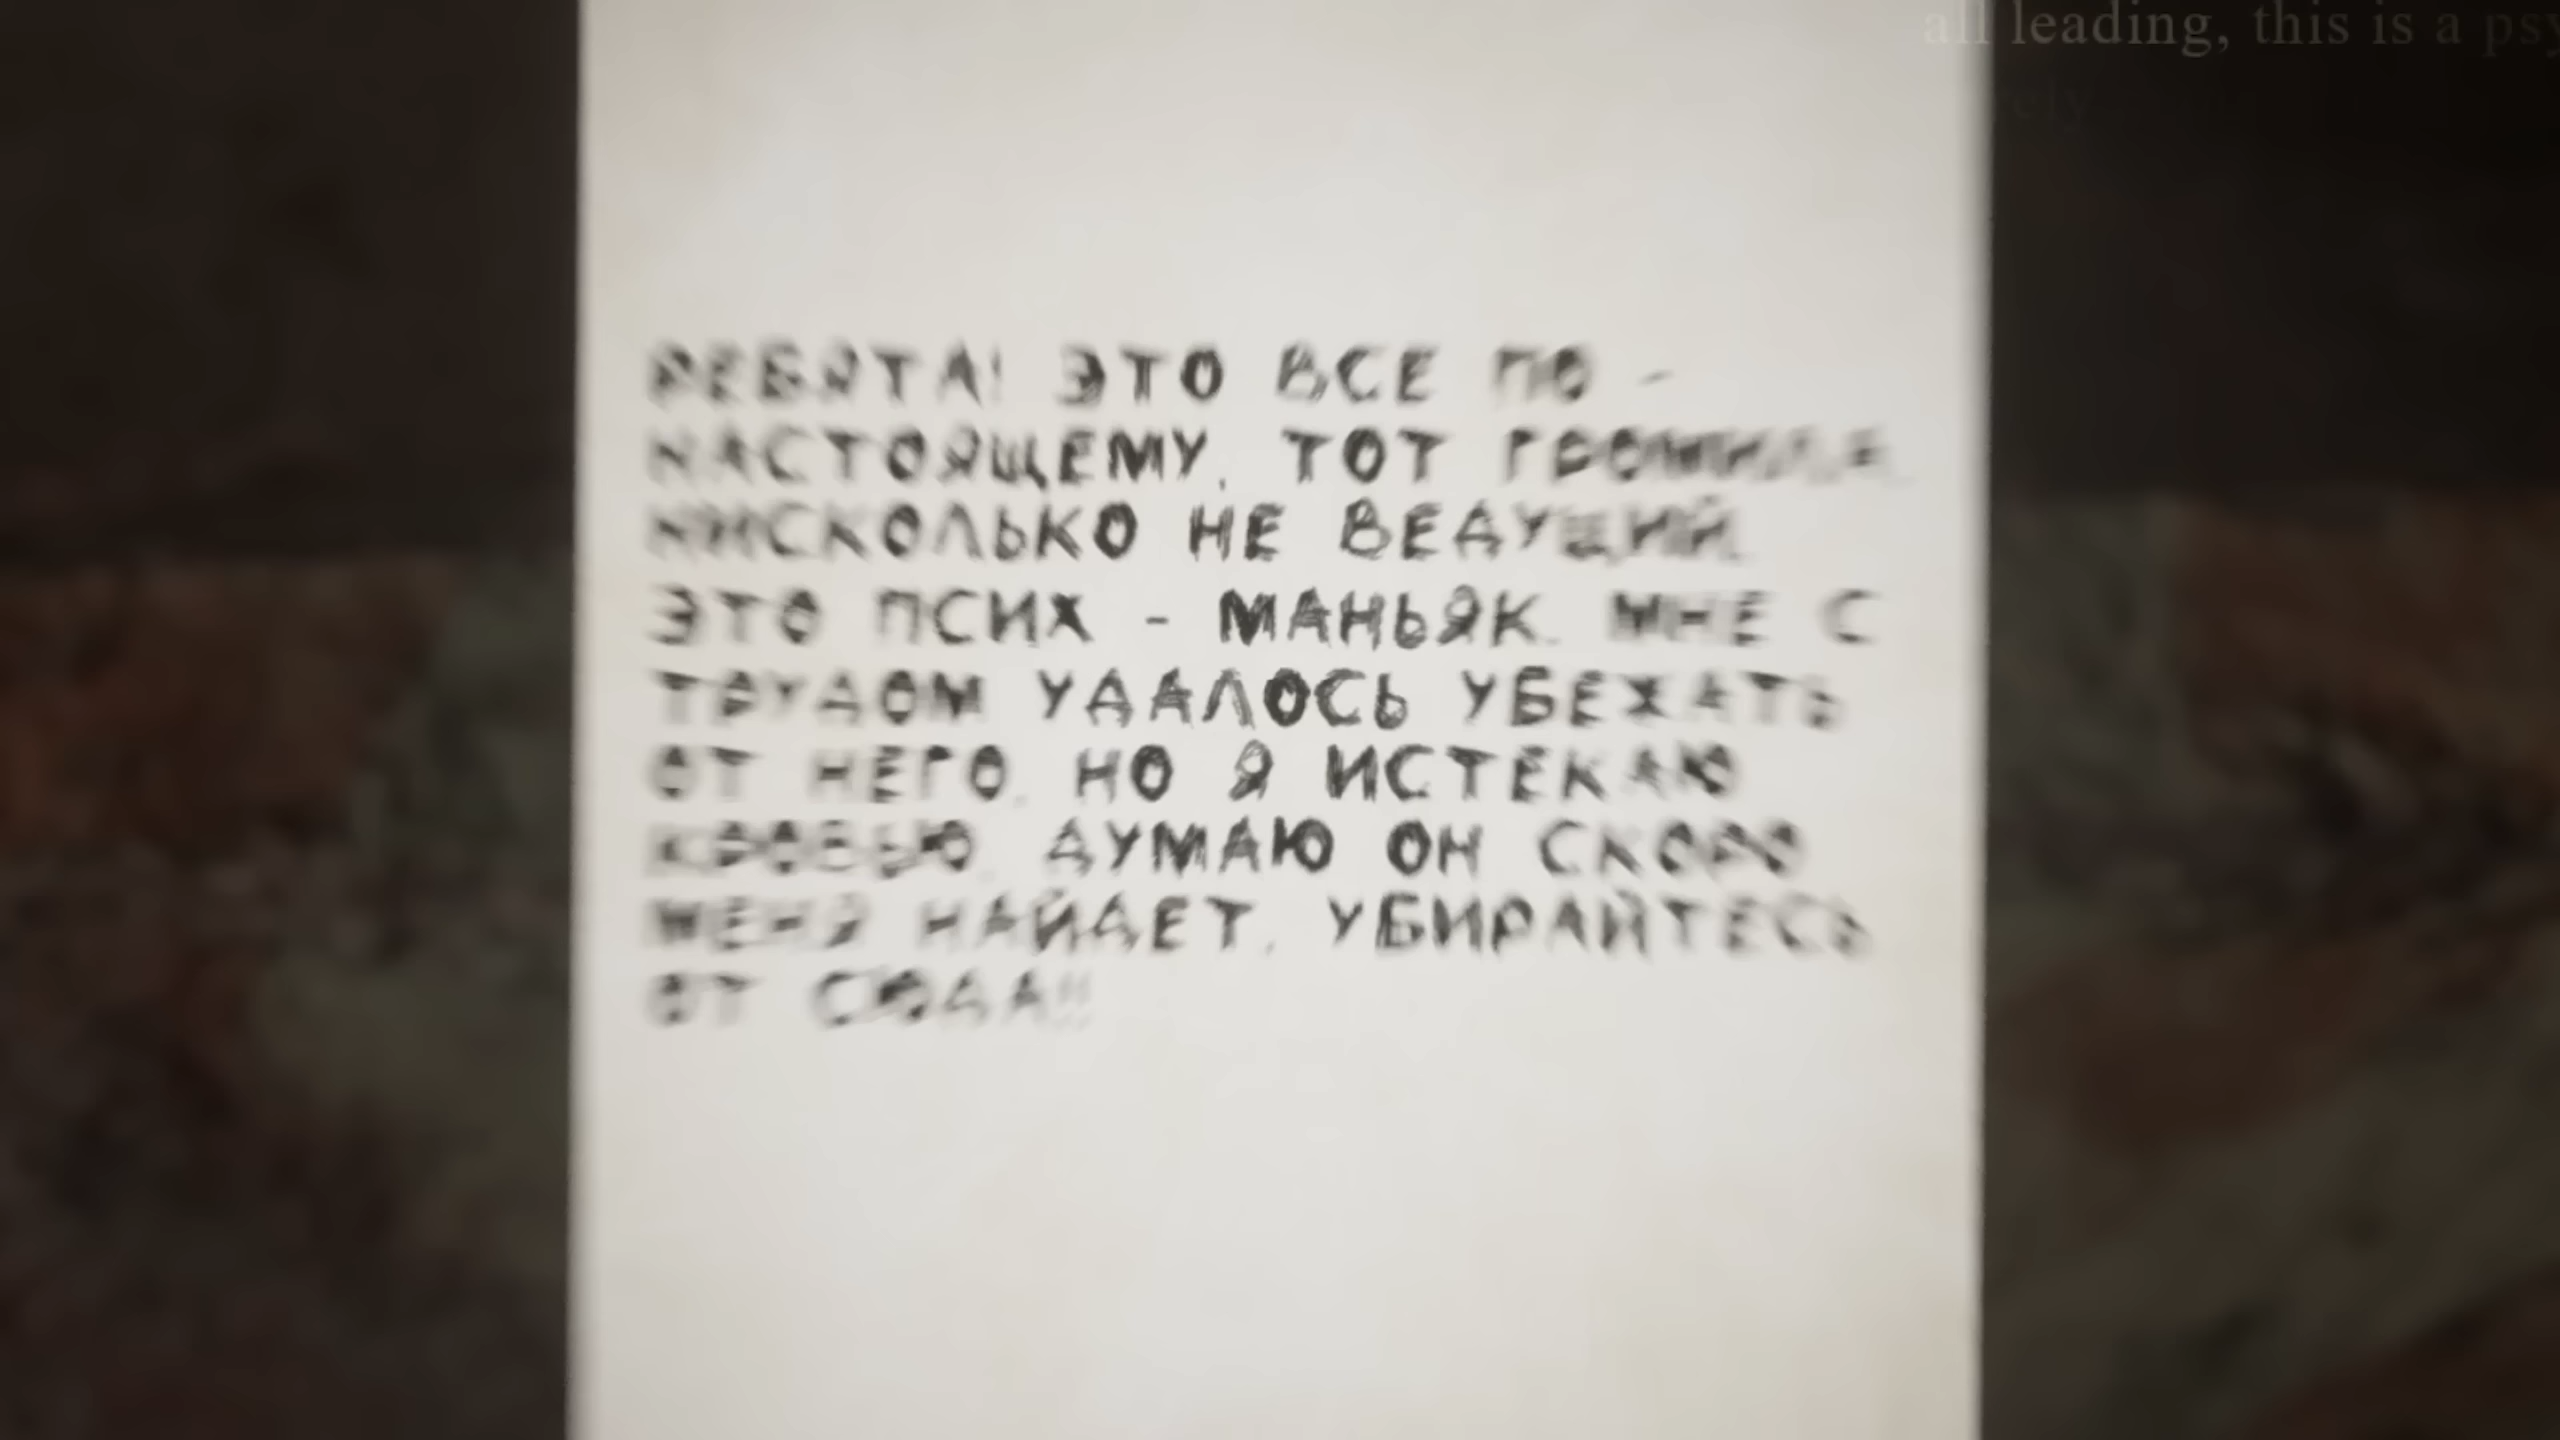 all leading, this is a
РЕБЯТА! ЭТО ВСЕ ПО -
НАСТОЯЩЕМУ. ТОТ ГРОМИЛА
НИСКОЛЬКО НЕ ВЕДУЩИЙ.
ЭТО ПСИХ - МАНЬЯК. МНЕ С
ТРУДОМ УДАЛОСЬ УБЕЖАТЬ
ОТ НЕГО. НО Я ИСТЕКАЮ
КРОВЬЮ. ДУМАЮ ОН СКОРО
МЕНЯ НАЙДЕТ. УБИРАЙТЕСЬ
ОТ СЮДА!!